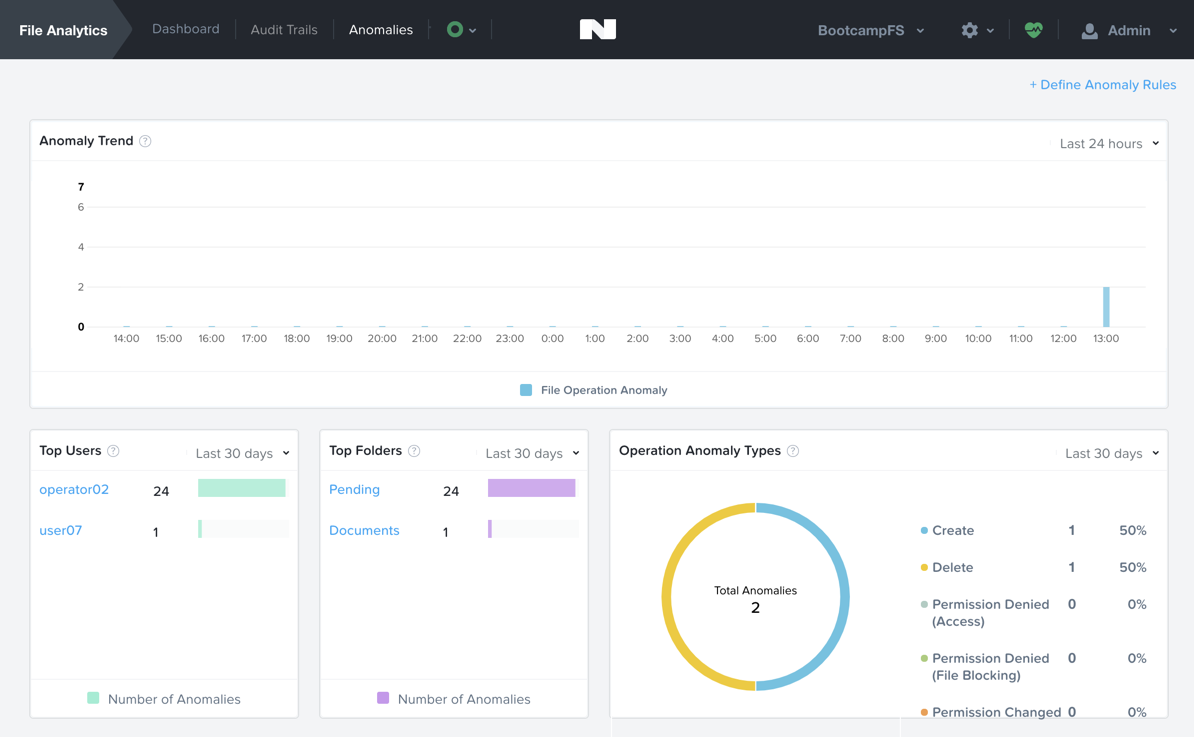 File Analytics
Dashboard
Audit Trails
Anomalies
BootcampFS
Admin
+ Define Anomaly Rules
Anomaly Trend ?
Last 24 hours
7
6
4
2
0
14:00 15:00 16:00 17:00 18:00 19:00 20:00 21:00 22:00 23:00 0:00 1:00 2:00 3:00 4:00 5:00 6:00 7:00 8:00 9:00 10:00 11:00 12:00 13:00
File Operation Anomaly
Top Users ?
Last 30 days
operator02 24
user07 1
Number of Anomalies
Top Folders ?
Last 30 days
Pending 24
Documents 1
Number of Anomalies
Operation Anomaly Types ?
Last 30 days
Total Anomalies
2
Create 1 50%
Delete 1 50%
Permission Denied 0 0%
(Access)
Permission Denied 0 0%
(File Blocking)
Permission Changed 0 0%